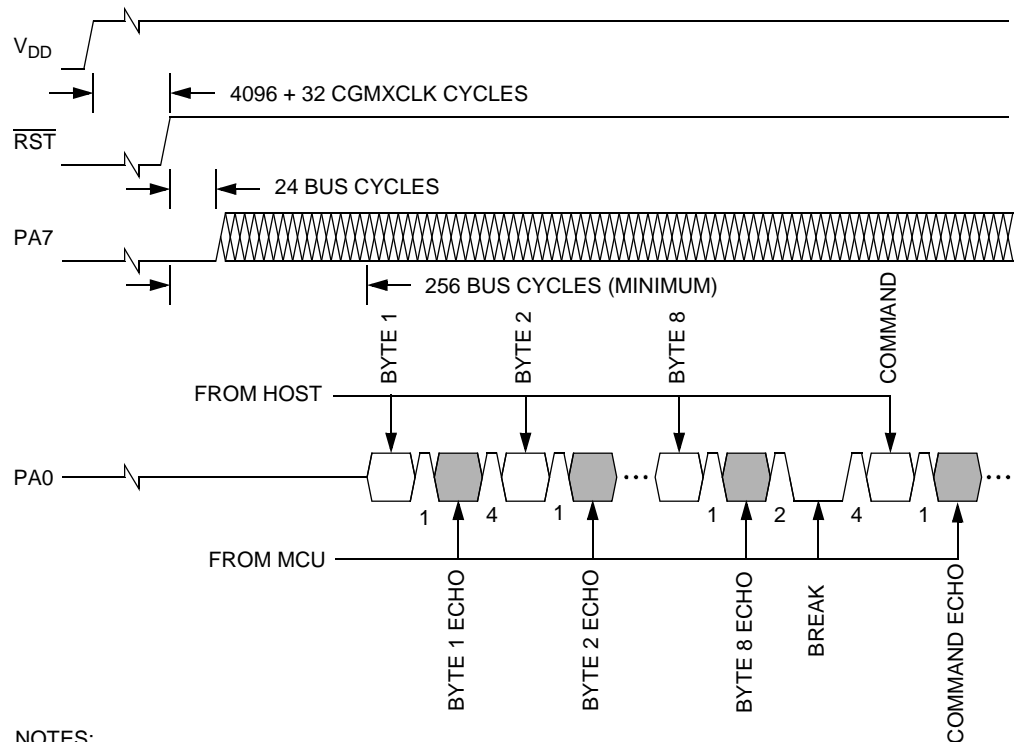 VDD
4096 + 32 CGMXCLK CYCLES
RST
24 BUS CYCLES
PA7
256 BUS CYCLES (MINIMUM)
BYTE 1
BYTE 2
BYTE 8
COMMAND
FROM HOST
PA0
1
4
1
1
2
4
1
FROM MCU
BYTE 1 ECHO
BYTE 2 ECHO
BYTE 8 ECHO
BREAK
COMMAND ECHO
NOTES: